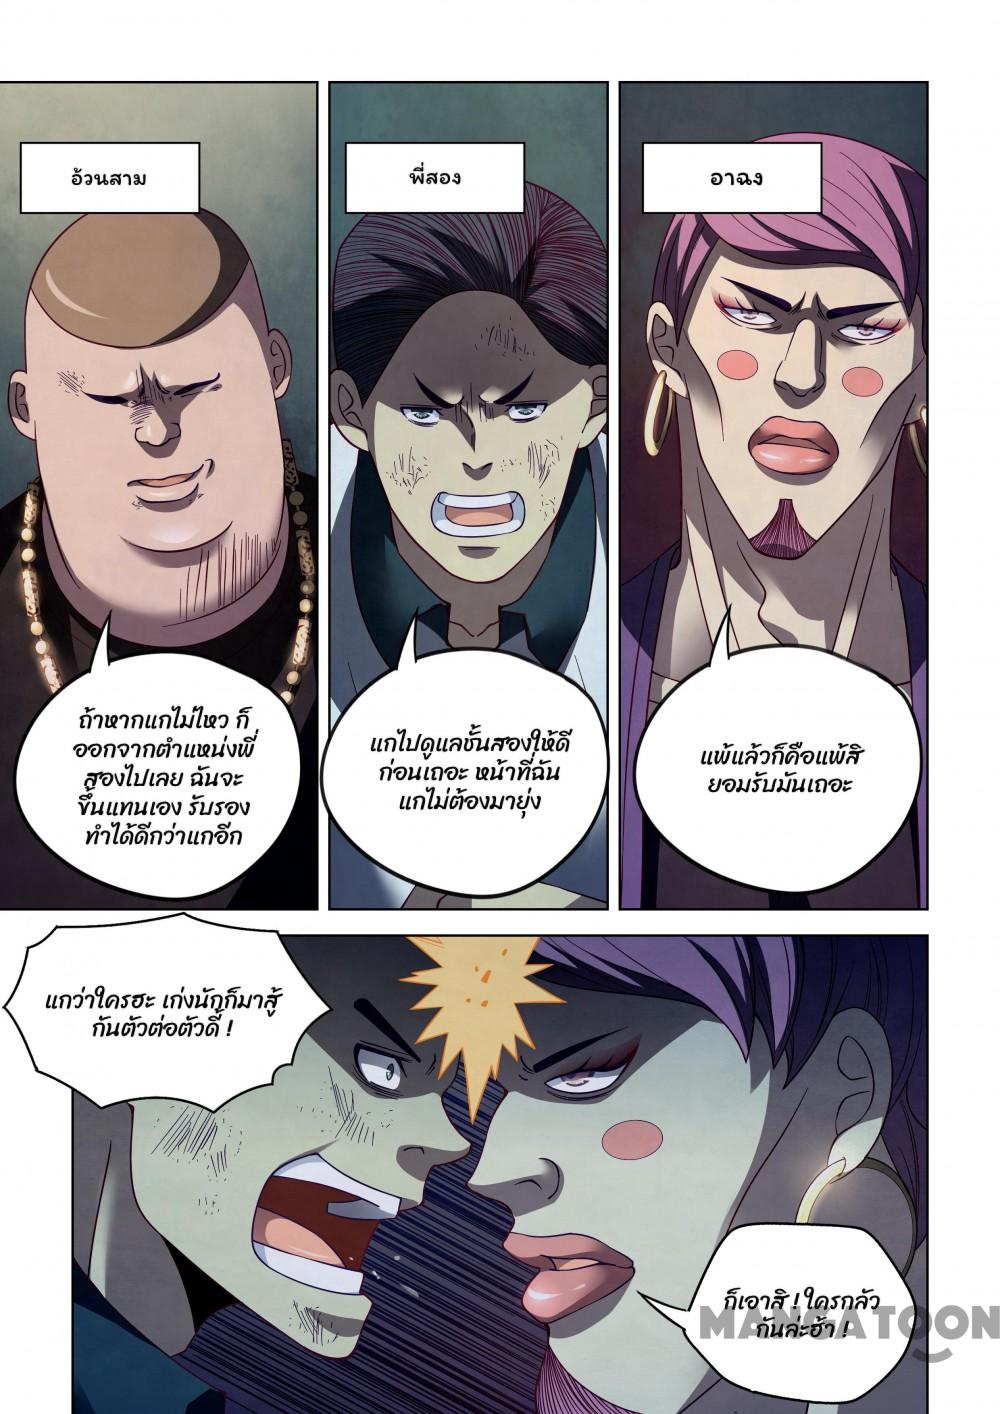 อ้วนสาม
พี่สอง
อาฉง
ถ้าหากแกไม่ไหว ก็
ออกจากตำแหน่งพี่
สองไปเลย ฉันจะ
ขึ้นแทนเอง รับรอง
ทำได้ดีกว่าแกอีก
แกไปดูแลชั้นสองให้ดี
ก่อนเถอะ หน้าที่ฉัน
แกไม่ต้องมายุ่ง
แพ้แล้วก็คือแพ้สิ
ยอมรับมันเถอะ
แกว่าใครฮะ เก่งนักก็มาสู้
กันตัวต่อตัวดี้ !
ก็เอาสิ ! ใครกลัว
กันล่ะฮ้า !
MANGATOON